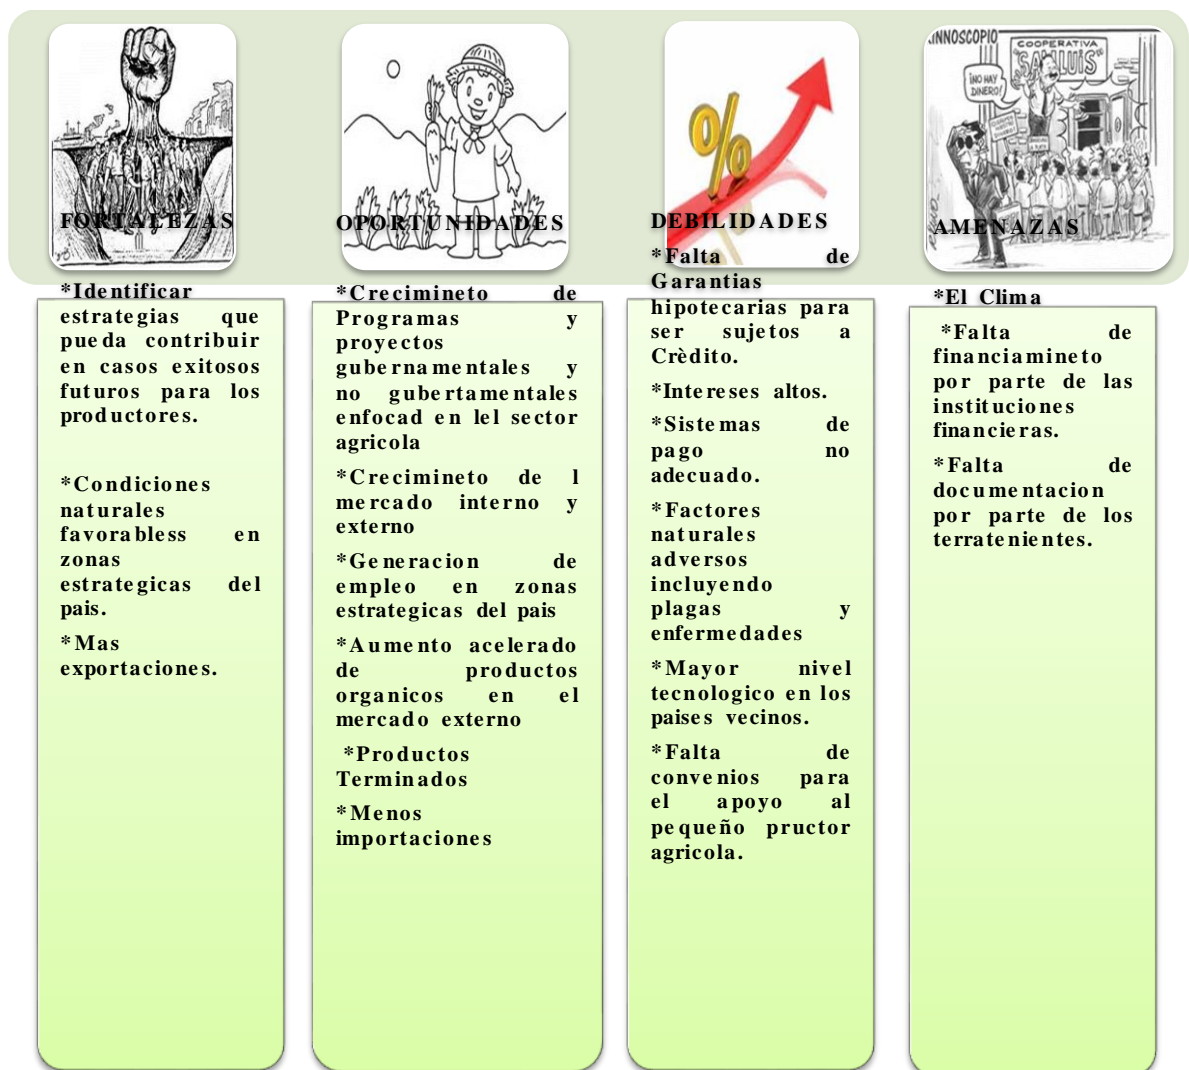 INNOSCOPIO
COOPERATIVA
"SAN LUIS"
¡NO HAY
DINERO!
%
FORTALEZAS
*Identificar
estrategias que
pueda contribuir
en casos exitosos
futuros para los
productores.
*Condiciones
naturales
favorabless en
zonas
estrategicas del
pais.
*Mas
exportaciones.
OPORTUNIDADES
*Crecimineto de
Programas y
proyectos
gubernamentales y
no gubertamentales
enfocad en lel sector
agricola
*Crecimineto de l
mercado interno y
externo
*Generacion de
empleo en zonas
estrategicas del pais
*Aumento acelerado
de productos
organicos en el
mercado externo
*Productos
Terminados
*Menos
importaciones
DEBILIDADES
*Falta de
Garantias
hipotecarias para
ser sujetos a
Crèdito.
*Intereses altos.
*Sistemas de
pago no
adecuado.
*Factores
naturales
adversos
incluyendo
plagas y
enfermedades
*Mayor nivel
tecnologico en los
paises vecinos.
*Falta de
convenios para
el apoyo al
pequeño pructor
agricola.
AMENAZAS
*El Clima
*Falta de
financiamineto
por parte de las
instituciones
financieras.
*Falta de
documentacion
por parte de los
terratenientes.